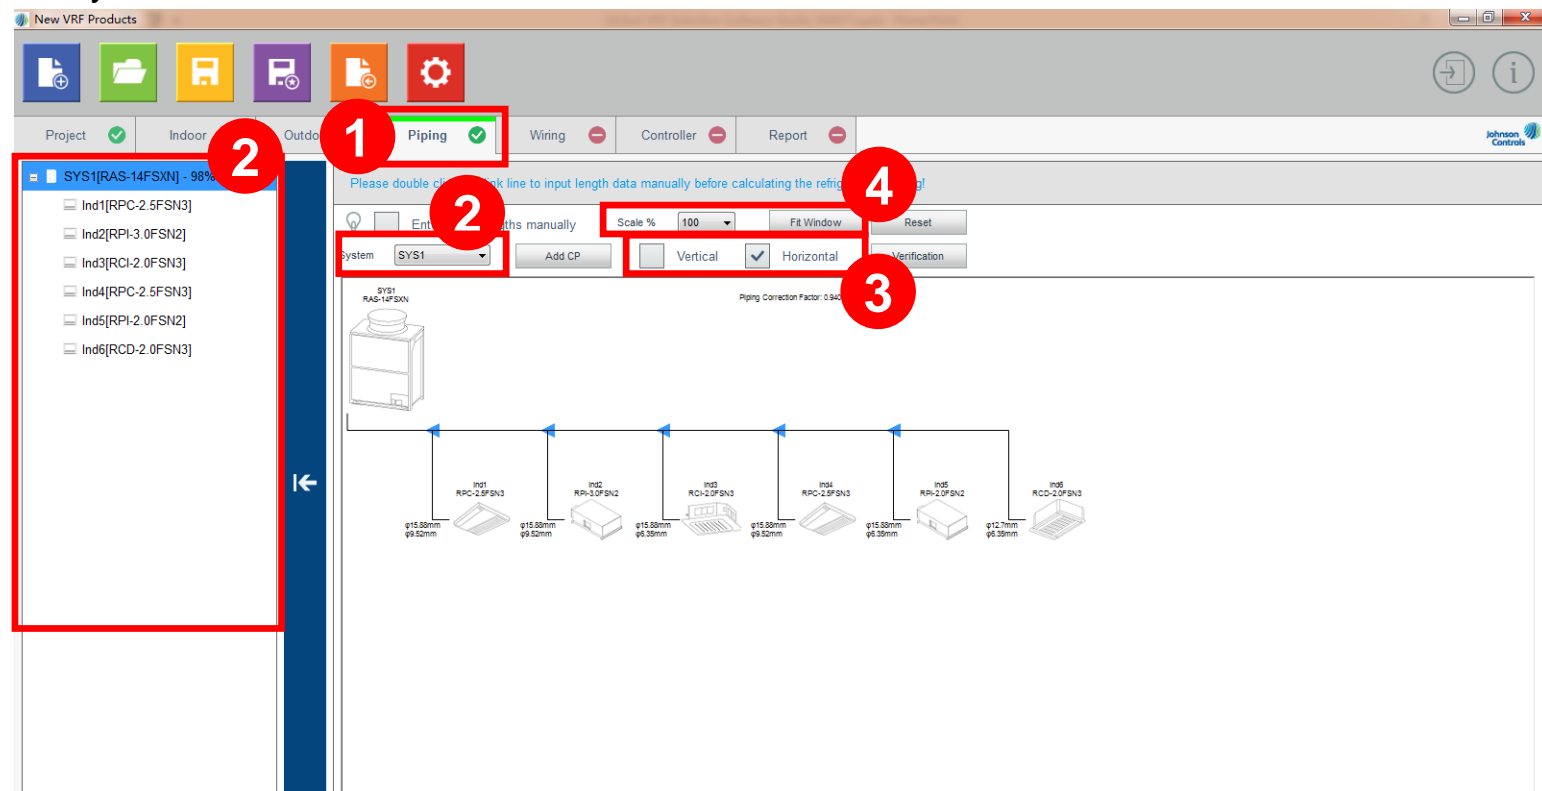 New VRF Products
Project
Indoor
Outdo
Piping
Wiring
Controller
Report
1
2
Johnson
Controls
SYS1[RAS-14FSXN] - 98%
Ind1[RPC-2.5FSN3]
Ind2[RPI-3.0FSN2]
Ind3[RCI-2.0FSN3]
Ind4[RPC-2.5FSN3]
Ind5[RPI-2.0FSN2]
Ind6[RCD-2.0FSN3]
Please double cli k line to input length data manually before calculating the refrig g!
4
Ent ths manually
2
Scale %
100
Fit Window
Reset
System
SYS1
Add CP
Vertical
Horizontal
Verification
3
SYS1
RAS-14FSXN
Piping Correction Factor: 0.940
Ind1
RPC-2.5FSN3
Ind2
RPI-3.0FSN2
Ind3
RCI-2.0FSN3
Ind4
RPC-2.5FSN3
Ind5
RPI-2.0FSN2
Ind6
RCD-2.0FSN3
φ15.88mm
φ9.52mm
φ15.88mm
φ9.52mm
φ15.88mm
φ6.35mm
φ15.88mm
φ9.52mm
φ15.88mm
φ6.35mm
φ12.7mm
φ6.35mm